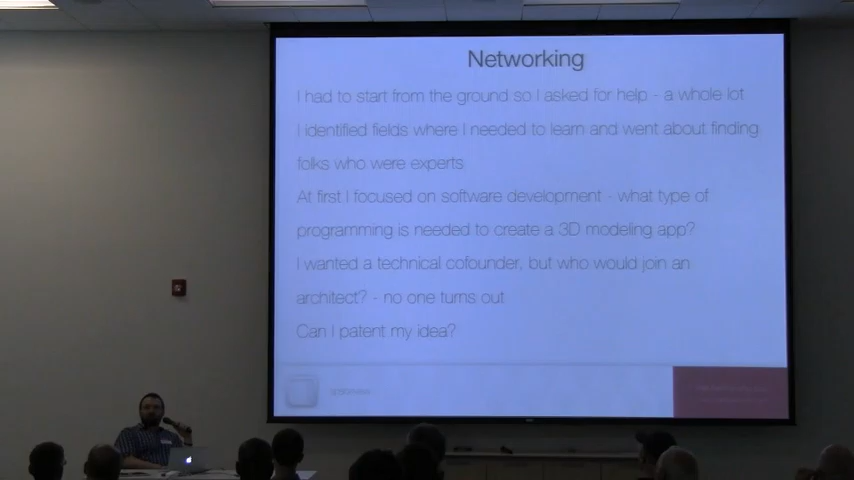 Networking
I had to start from the ground so I asked for help - a whole lot
I identified fields where I needed to learn and went about finding
folks who were experts
At first I focused on software development - what type of
programming is needed to create a 3D modeling app?
I wanted a technical cofounder, but who would join an
architect? - no one turns out
Can I patent my idea?